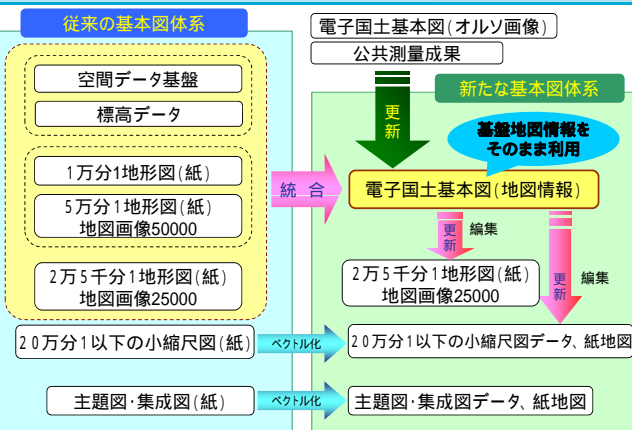 従来の基本図体系
空間データ基盤
標高データ
1万分1地形図(紙)
5万分1地形図(紙)
地図画像50000
2万5千分1地形図(紙)
地図画像25000
20万分1以下の小縮尺図(紙)
主題図・集成図(紙)
統合
ベクトル化
ベクトル化
電子国土基本図(オルソ画像)
公共測量成果
更新
新たな基本図体系
基盤地図情報を
そのまま利用
電子国土基本図(地図情報)
更新
編集
更新
編集
2万5千分1地形図(紙)
地図画像25000
20万分1以下の小縮尺図データ、紙地図
主題図・集成図データ、紙地図